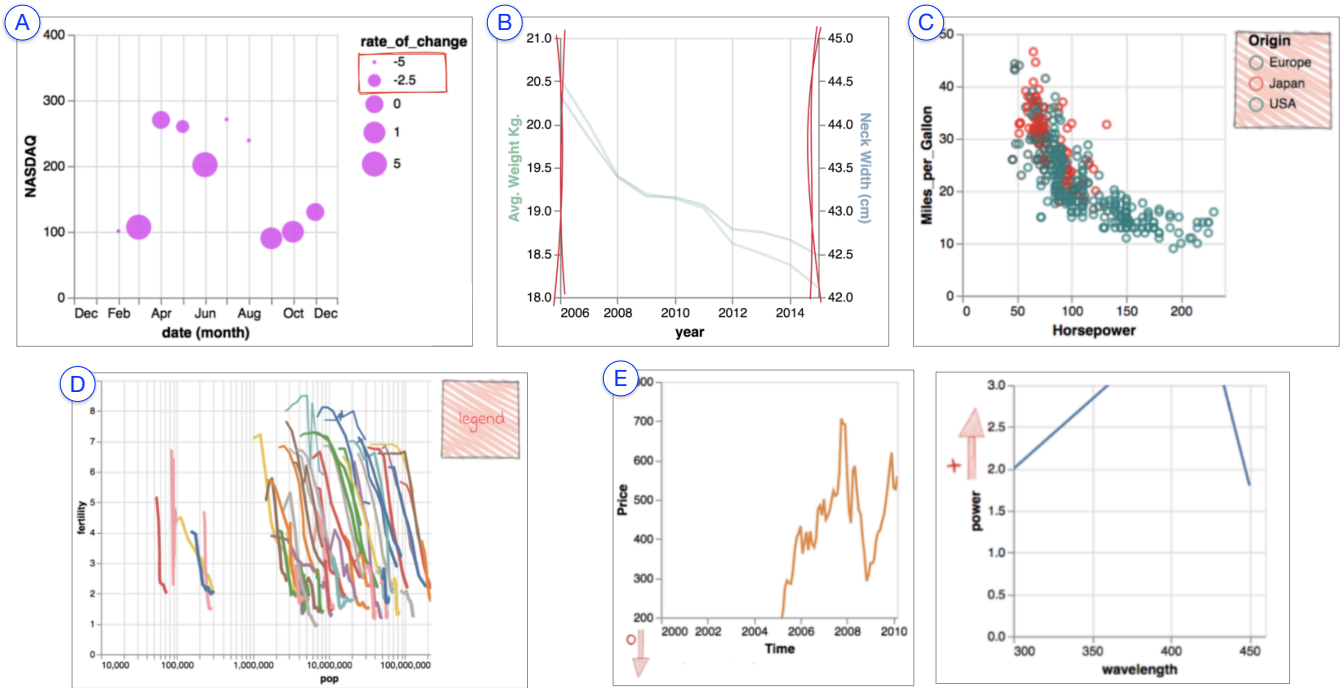 A
NASDAQ
400
300
200
100
0
Dec Feb Apr Jun Aug Oct Dec
date (month)
rate_of_change
-5
-2.5
0
1
5
B
Avg. Weight Kg.
21.0
20.5
20.0
19.5
19.0
18.5
18.0
2006 2008 2010 2012 2014
year
45.0
44.5
44.0
43.5
43.0
42.5
42.0
Neck Width (cm)
C
Miles_per_Gallon
50
40
30
20
10
0
0 50 100 150 200
Horsepower
Origin
Europe
Japan
USA
D
fertility
8
7
6
5
4
3
2
1
0
10,000 100,000 1,000,000 10,000,000 100,000,000
pop
legend
E
Price
800
700
600
500
400
300
200
2000 2002 2004 2006 2008 2010
Time
0
+
power
3.0
2.5
2.0
1.5
1.0
0.5
0.0
300 350 400 450
wavelength